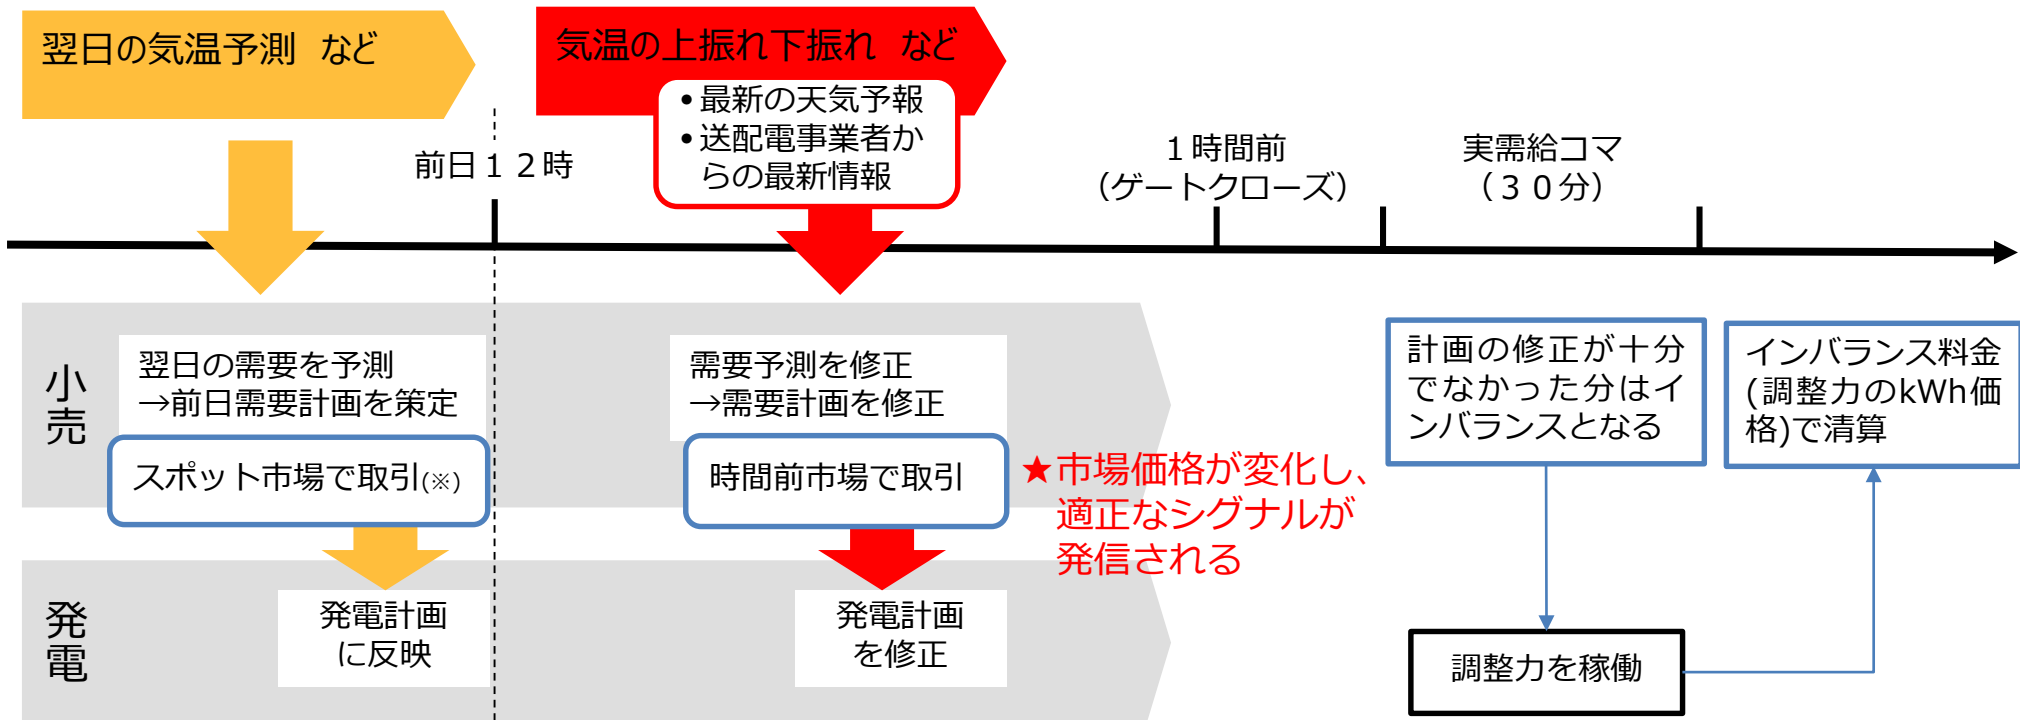 翌日の気温予測　など
気温の上振れ下振れ　など
•最新の天気予報
•送配電事業者か
らの最新情報
前日１２時
１時間前
（ゲートクローズ）
実需給コマ
（３０分）
小売
翌日の需要を予測
→前日需要計画を策定
スポット市場で取引(※)
需要予測を修正
→需要計画を修正
時間前市場で取引
★市場価格が変化し、
適正なシグナルが
発信される
計画の修正が十分
でなかった分はイ
ンバランスとなる
インバランス料金
(調整力のkWh価
格)で清算
発電
発電計画
に反映
発電計画
を修正
調整力を稼働